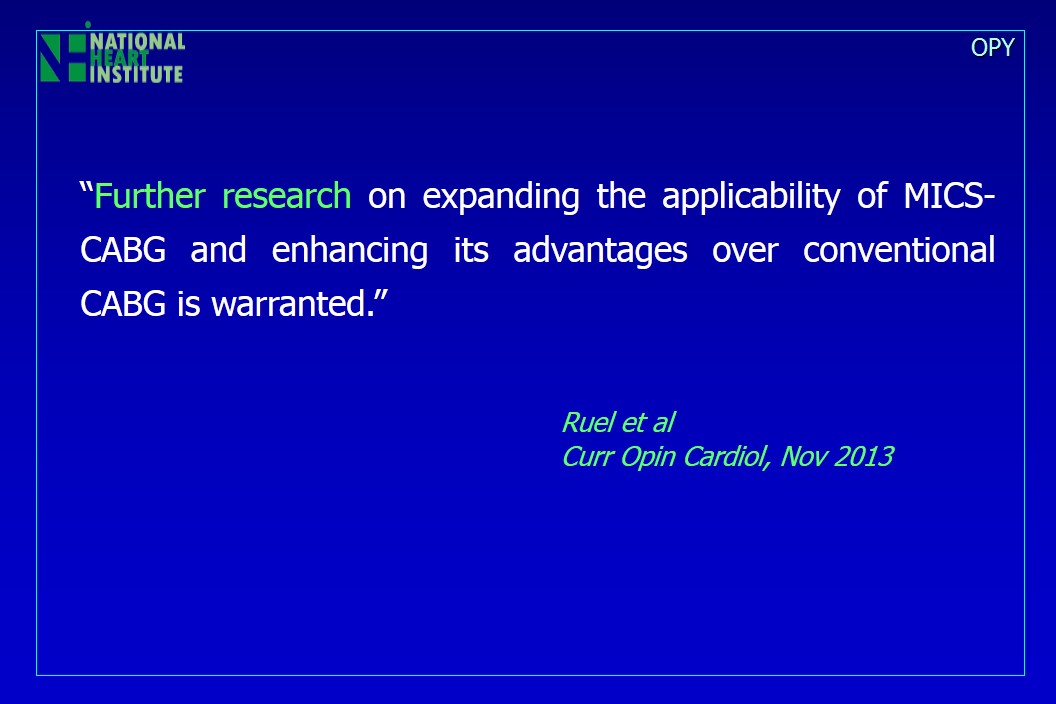 NATIONAL
HEART
INSTITUTE
OPY
“Further research on expanding the applicability of MICS-
CABG and enhancing its advantages over conventional
CABG is warranted.”
Ruel et al
Curr Opin Cardiol, Nov 2013